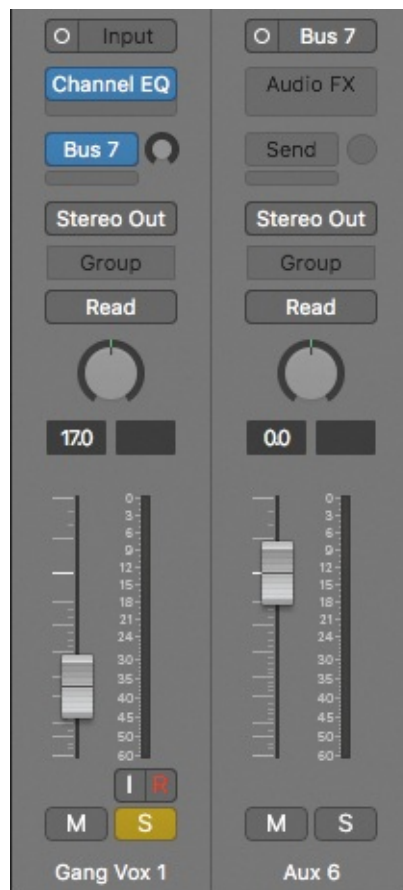 Input
Channel EQ
Bus 7
Stereo Out
Group
Read
17.0
0
3
6
9
12
15
18
21
24
30
35
40
45
50
60
I R
M S
Gang Vox 1
Bus 7
Audio FX
Send
Stereo Out
Group
Read
0.0
0
3
6
9
12
15
18
21
24
30
35
40
45
50
60
M S
Aux 6